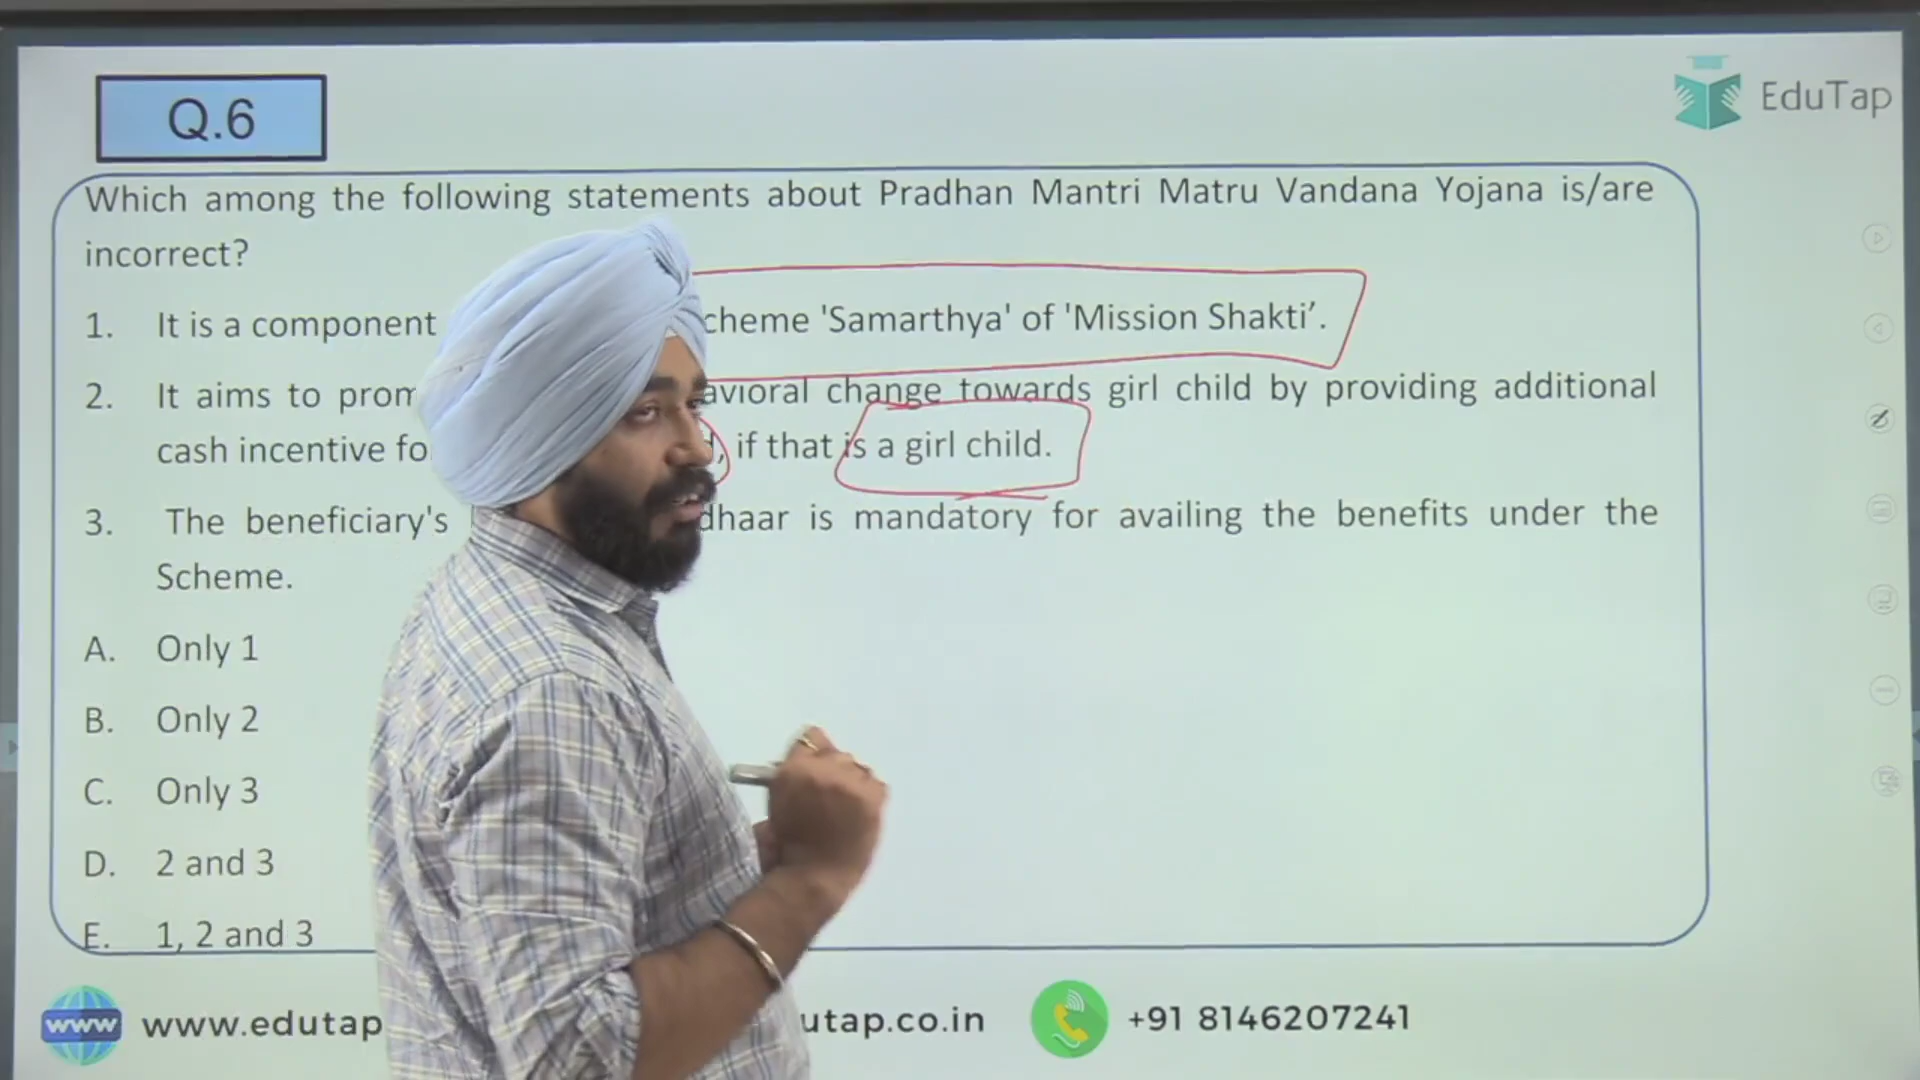 Q.6
EduTap
Which among the following statements about Pradhan Mantri Matru Vandana Yojana is/are
incorrect?
1. It is a component cheme 'Samarthya' of 'Mission Shakti'.
2. It aims to prom avioral change towards girl child by providing additional
cash incentive fo , if that is a girl child.
3. The beneficiary's dhaar is mandatory for availing the benefits under the
Scheme.
A. Only 1
B. Only 2
C. Only 3
D. 2 and 3
E. 1, 2 and 3
www www.edutap utap.co.in +91 8146207241